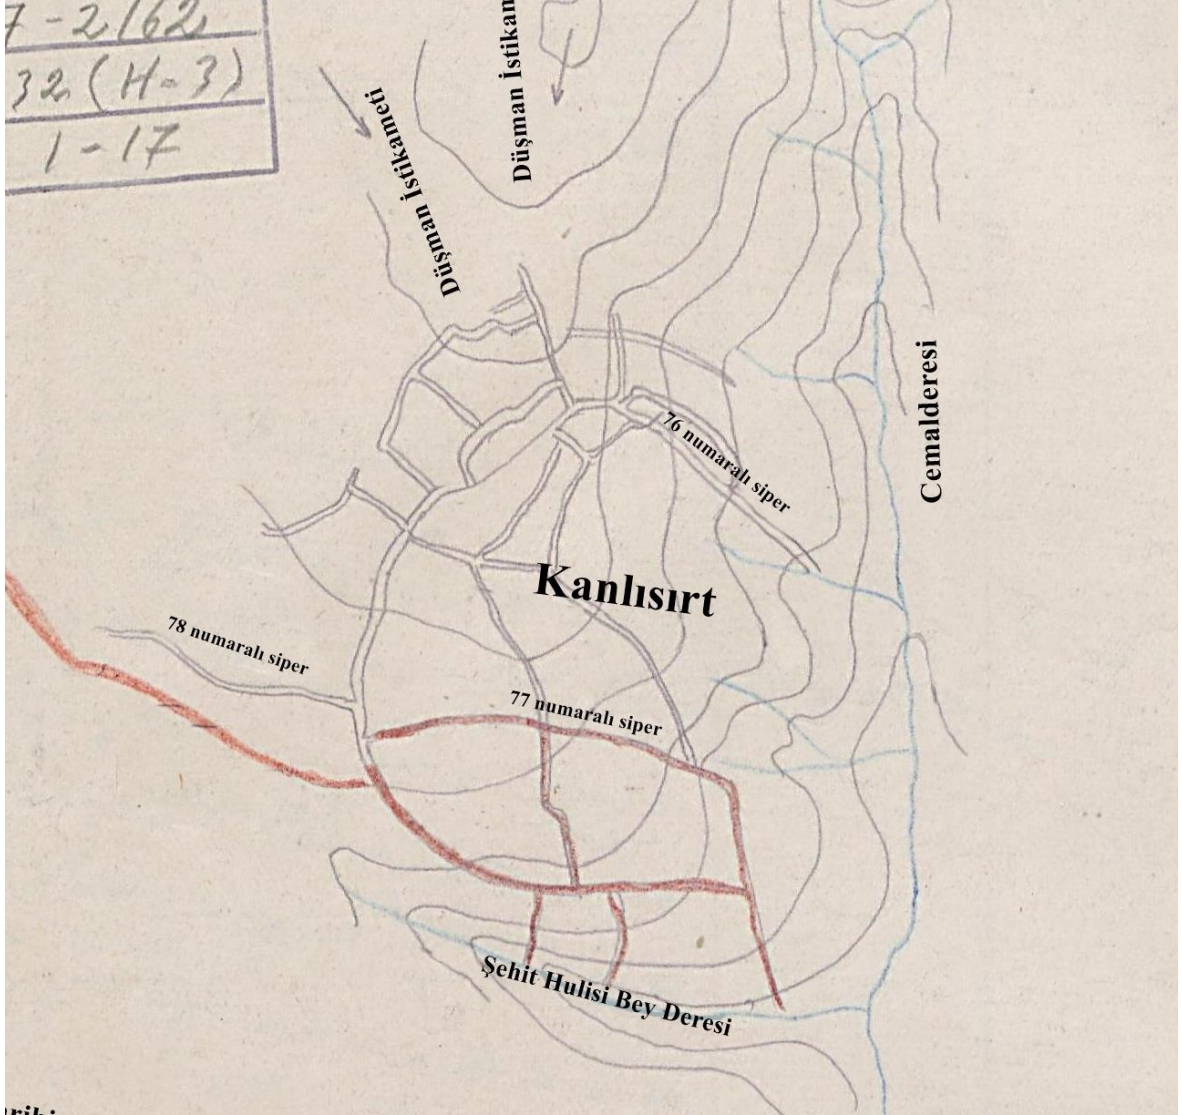 7-2162
32 (H-3)
1-17
Düşman İstikameti
Düşman İstikam
Cemalderesi
76 numaralı siper
Kanlısırt
78 numaralı siper
77 numaralı siper
Şehit Hulisi Bey Deresi